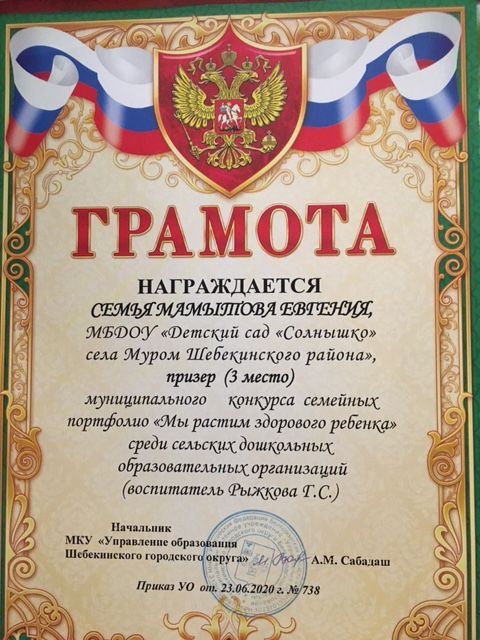 ГРАМОТА
НАГРАЖДАЕТСЯ
СЕМЬЯ МАМЫТОВА ЕВГЕНИЯ,
МБДОУ «Детский сад «Солнышко»
села Муром Шебекинского района»,
призер (3 место)
муниципального конкурса семейных
портфолио «Мы растим здорового ребенка»
среди сельских дошкольных
образовательных организаций
(воспитатель Рыжкова Г.С.)
Начальник
МКУ «Управление образования
Шебекинского городского округа» А.М. Сабадаш
Приказ УО от. 23.06.2020 г. № 738